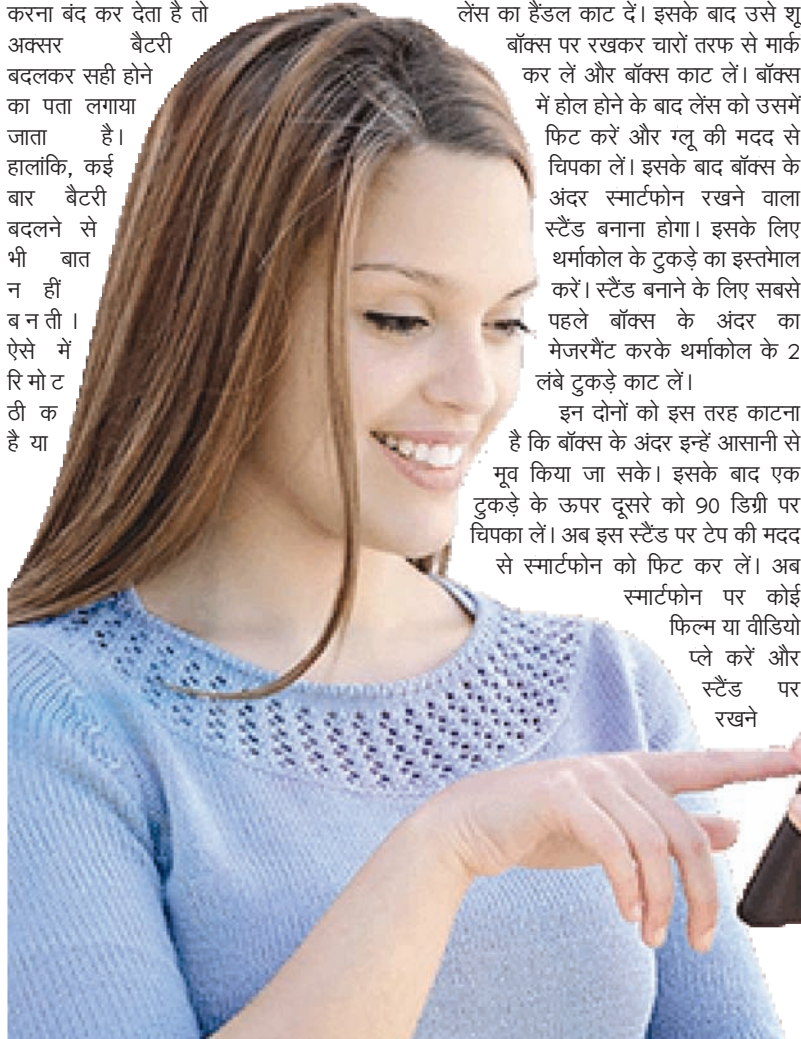 करना बंद कर देता है तो
अक्सर बैटरी
बदलकर सही होने
का पता लगाया
जाता है।
हालांकि, कई
बार बैटरी
बदलने से
भी बात
न हीं
ब न ती ।
ऐसे में
रि मो ट
ठी क
है या
लेंस का हैंडल काट दें। इसके बाद उसे शू
बॉक्स पर रखकर चारों तरफ से मार्क
कर लें और बॉक्स काट लें। बॉक्स
में होल होने के बाद लेंस को उसमें
फिट करें और ग्लू की मदद से
चिपका लें। इसके बाद बॉक्स के
अंदर स्मार्टफोन रखने वाला
स्टैंड बनाना होगा। इसके लिए
थर्माकोल के टुकड़े का इस्तेमाल
करें। स्टैंड बनाने के लिए सबसे
पहले बॉक्स के अंदर का
मेजरमैंट करके थर्माकोल के 2
लंबे टुकड़े काट लें।
इन दोनों को इस तरह काटना
है कि बॉक्स के अंदर इन्हें आसानी से
मूव किया जा सके। इसके बाद एक
टुकड़े के ऊपर दूसरे को 90 डिग्री पर
चिपका लें। अब इस स्टैंड पर टेप की मदद
से स्मार्टफोन को फिट कर लें। अब
स्मार्टफोन पर कोई
फिल्म या वीडियो
प्ले करें और
स्टैंड पर
रखने